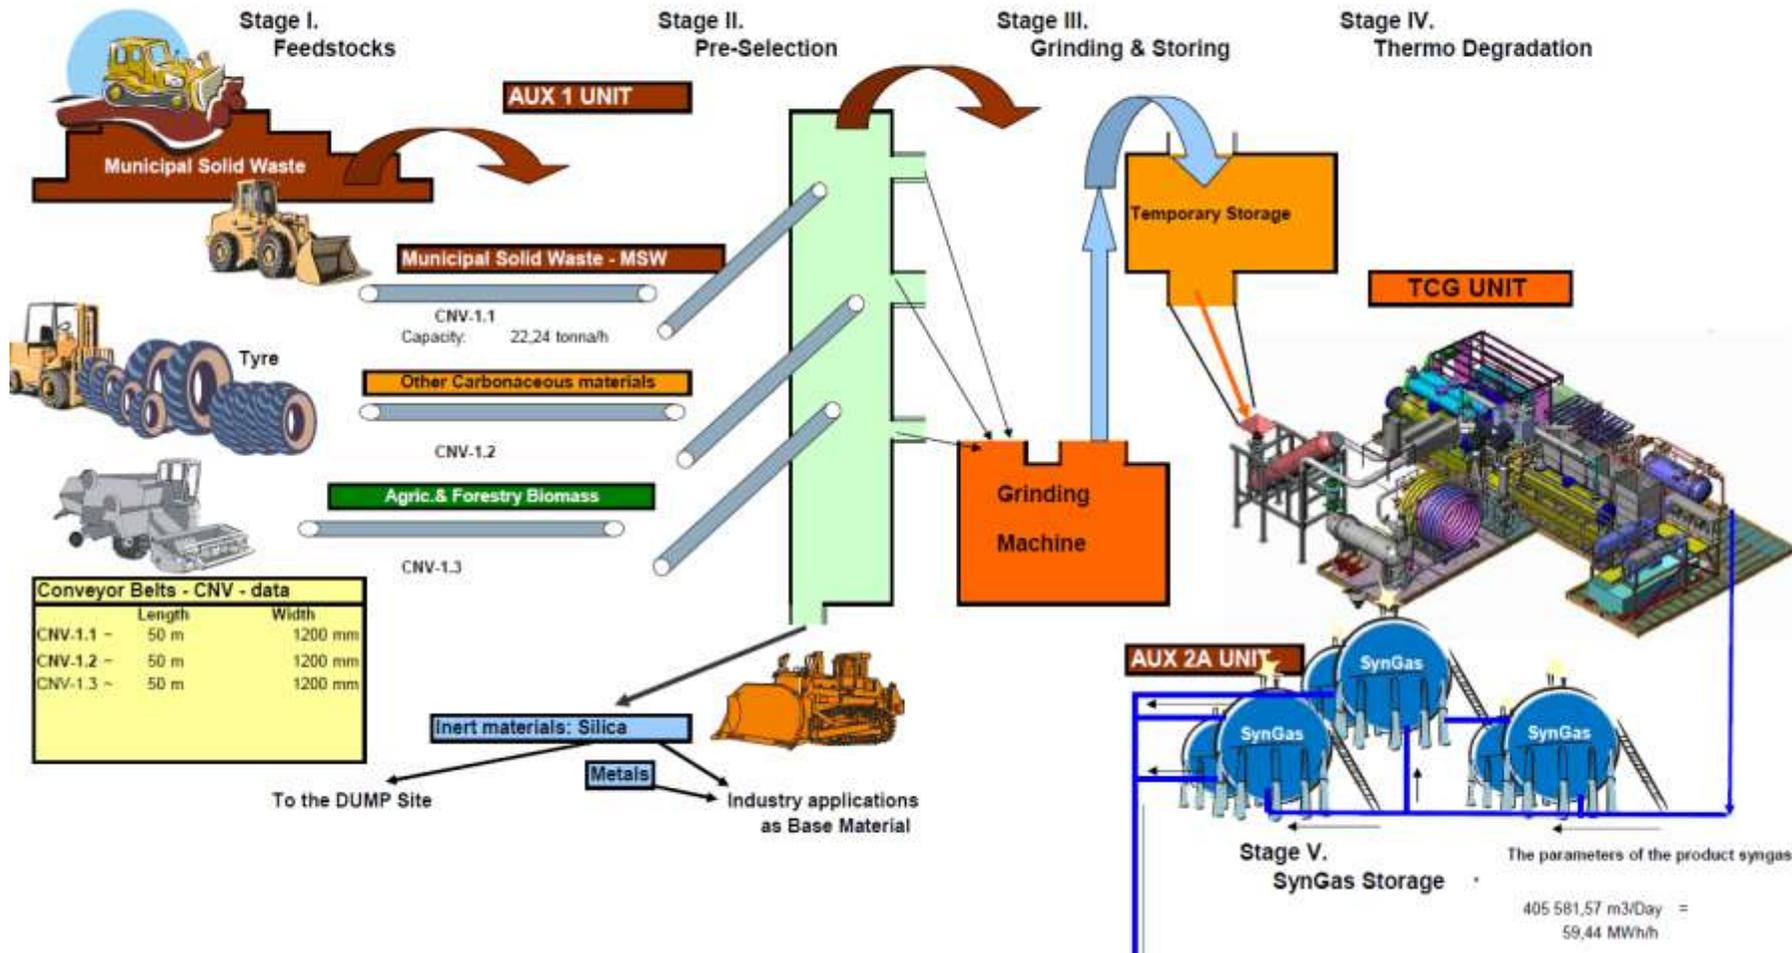 Stage I.
Feedstocks
Stage II.
Pre-Selection
Stage III.
Grinding & Storing
Stage IV.
Thermo Degradation
AUX 1 UNIT
Municipal Solid Waste
Temporary Storage
Municipal Solid Waste - MSW
TCG UNIT
CNV-1.1
Capacity: 22,24 tonna/h
Tyre
Other Carbonaceous materials
CNV-1.2
Agric.& Forestry Biomass
CNV-1.3
Grinding
Machine
Conveyor Belts - CNV - data
Length Width
CNV-1.1 ~ 50 m 1200 mm
CNV-1.2 ~ 50 m 1200 mm
CNV-1.3 ~ 50 m 1200 mm
AUX 2A UNIT
SynGas
SynGas
SynGas
Inert materials: Silica
Metals
To the DUMP Site
Industry applications
as Base Material
Stage V.
SynGas Storage
The parameters of the product syngas
405 581,57 m3/Day =
59,44 MWh/h